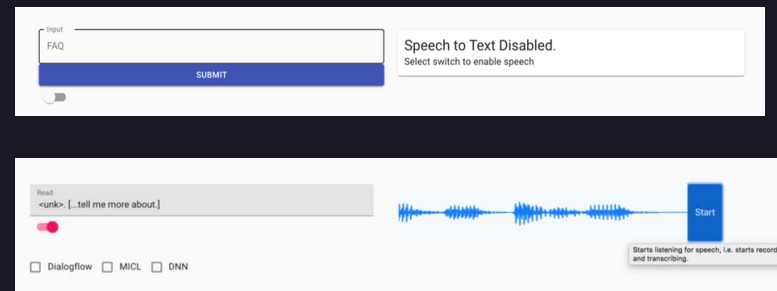 Input
FAQ
SUBMIT
Speech to Text Disabled.
Select switch to enable speech
Read
<unk>. [...tell me more about.]
Start
Starts listening for speech, i.e. starts record
and transcribing.
Dialogflow MICL DNN